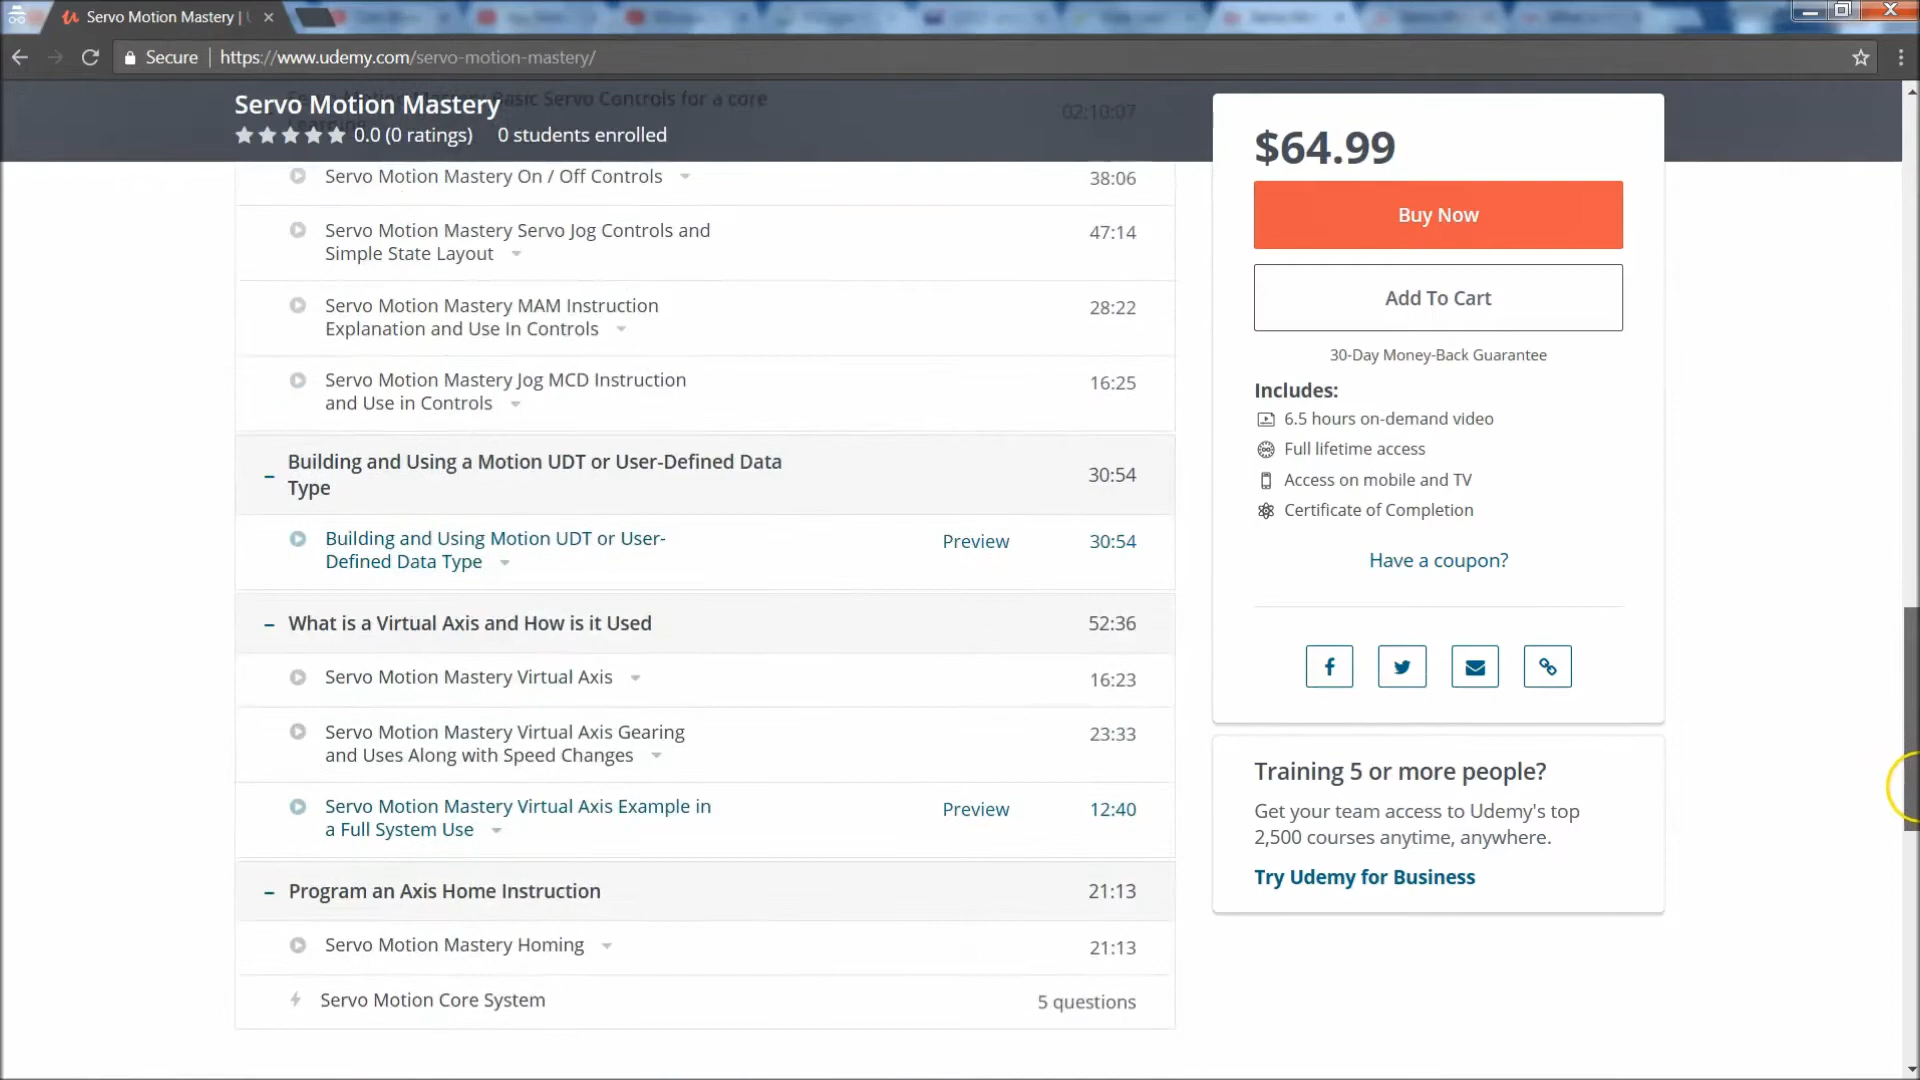 Servo Motion Mastery |
Secure
https://www.udemy.com/servo-motion-mastery/
Servo Motion Mastery
Basic Servo Controls for a core
02:10:07
0.0 (0 ratings) 0 students enrolled
Servo Motion Mastery On / Off Controls
38:06
Servo Motion Mastery Servo Jog Controls and
Simple State Layout
47:14
Servo Motion Mastery MAM Instruction
Explanation and Use In Controls
28:22
Servo Motion Mastery Jog MCD Instruction
and Use in Controls
16:25
Building and Using a Motion UDT or User-Defined Data
Type
30:54
Building and Using Motion UDT or User-
Defined Data Type
Preview
30:54
What is a Virtual Axis and How is it Used
52:36
Servo Motion Mastery Virtual Axis
16:23
Servo Motion Mastery Virtual Axis Gearing
and Uses Along with Speed Changes
23:33
Servo Motion Mastery Virtual Axis Example in
a Full System Use
Preview
12:40
Program an Axis Home Instruction
21:13
Servo Motion Mastery Homing
21:13
Servo Motion Core System
5 questions
$64.99
Buy Now
Add To Cart
30-Day Money-Back Guarantee
Includes:
6.5 hours on-demand video
Full lifetime access
Access on mobile and TV
Certificate of Completion
Have a coupon?
Training 5 or more people?
Get your team access to Udemy's top
2,500 courses anytime, anywhere.
Try Udemy for Business